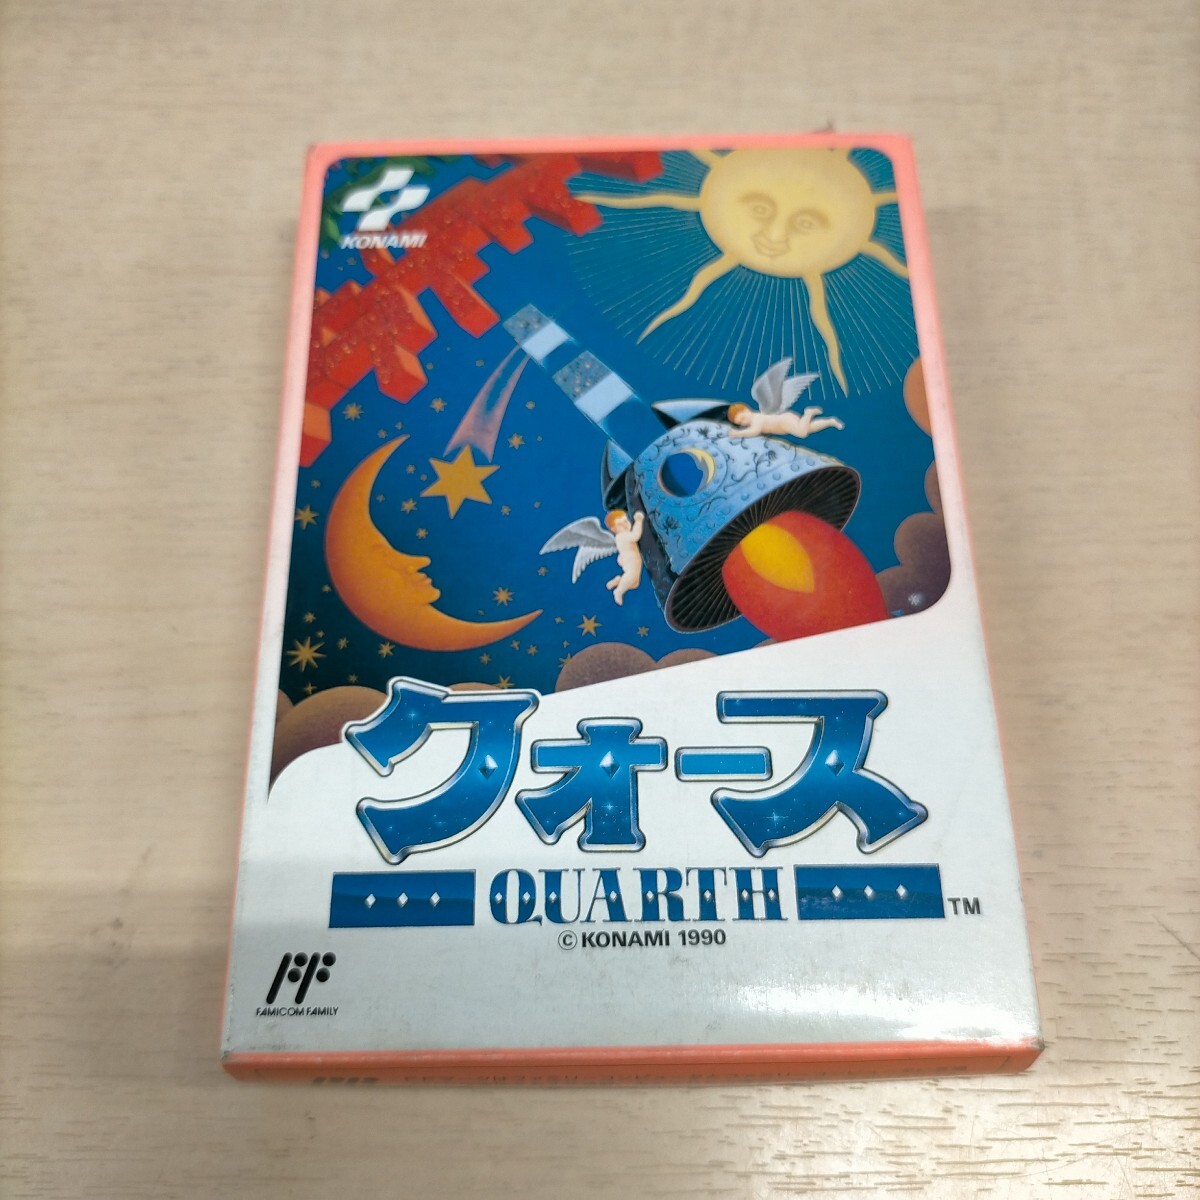 KONAMI
クォース
QUARTH
TM
© KONAMI 1990
FAMICOM FAMILY